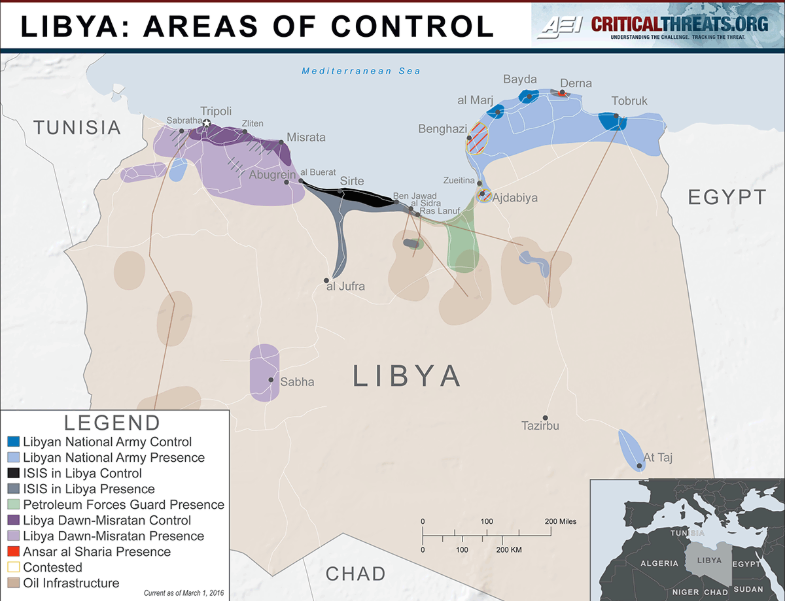 LIBYA: AREAS OF CONTROL
AEI CRITICALTHREATS.ORG
UNDERSTANDING THE CHALLENGE. TRACKING THE THREAT.
Mediterranean Sea
Bayda
Derna
al Marj
Tobruk
Tripoli
Sabratha
Zliten
TUNISIA
Benghazi
Misrata
Abugrein
al Buerat
Sirte
Zueitina
Ben Jawad
al Sidra
Ras Lanuf
Ajdabiya
EGYPT
al Jufra
LIBYA
Sabha
Tazirbu
At Taj
LEGEND
Libyan National Army Control
Libyan National Army Presence
ISIS in Libya Control
ISIS in Libya Presence
Petroleum Forces Guard Presence
Libya Dawn-Misratan Control
Libya Dawn-Misratan Presence
Ansar al Sharia Presence
Contested
Oil Infrastructure
Current as of March 1, 2016
0 100 200 Miles
0 100 200 KM
CHAD
TUNISIA
ALGERIA
LIBYA
EGYPT
NIGER CHAD SUDAN